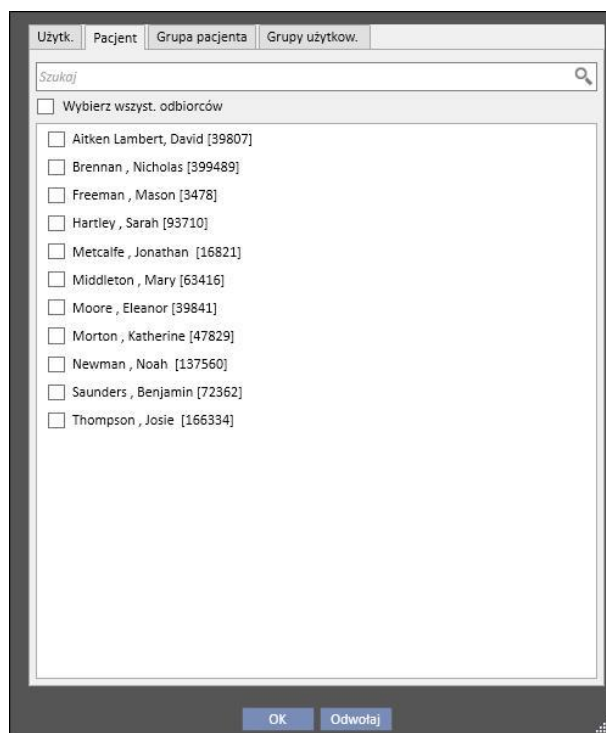 Użytk. Pacjent Grupa pacjenta Grupy użytkow.
Szukaj
Wybierz wszyst. odbiorców
Aitken Lambert, David [39807]
Brennan , Nicholas [399489]
Freeman , Mason [3478]
Hartley , Sarah [93710]
Metcalfe , Jonathan  [16821]
Middleton , Mary [63416]
Moore , Eleanor [39841]
Morton , Katherine [47829]
Newman , Noah  [137560]
Saunders , Benjamin [72362]
Thompson , Josie  [166334]
OK Odwołaj